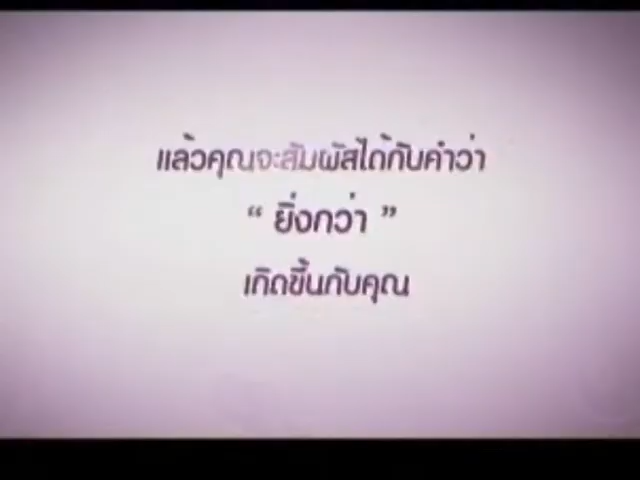 แล้วคุณจะสัมผัสได้กับคำว่า
“ ยิ่งกว่า ”
เกิดขึ้นกับคุณ